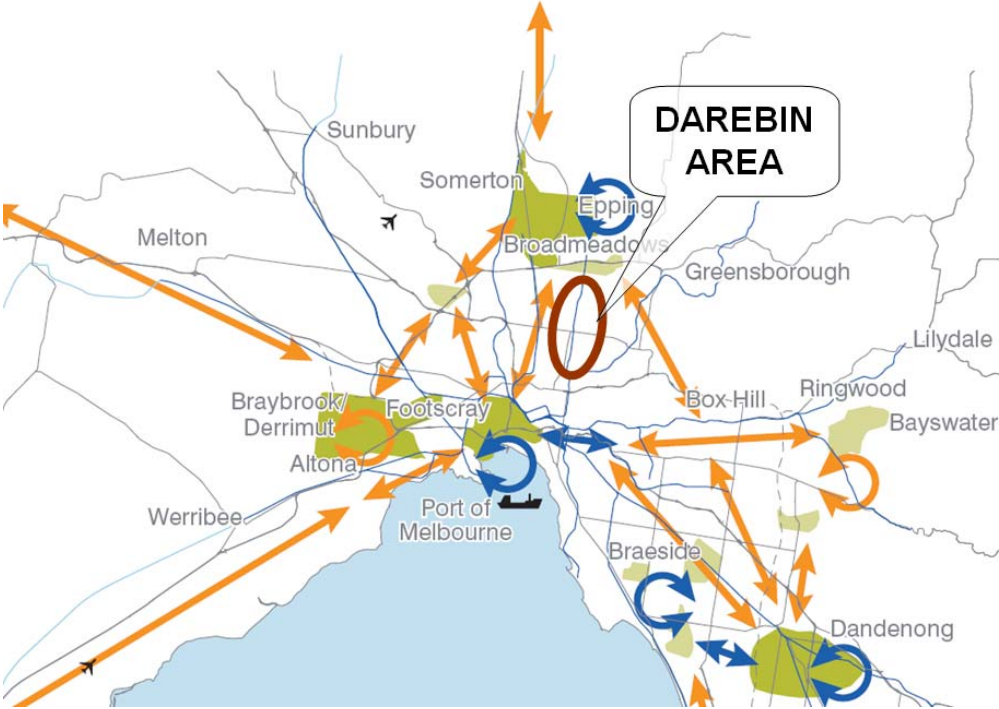 DAREBIN
AREA
Sunbury
Somerton
Epping
Melton
Broadmeadows
Greensborough
Lilydale
Braybrook/
Derrimut
Footscray
Box Hill
Ringwood
Bayswater
Altona
Werribee
Port of
Melbourne
Braeside
Dandenong